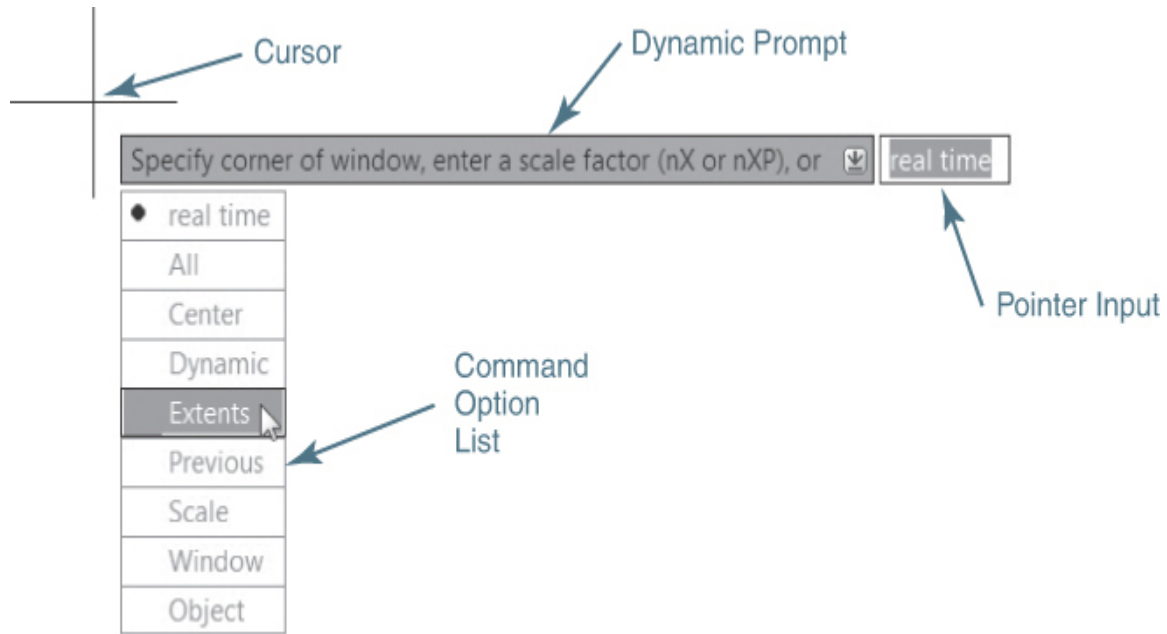 Cursor
Dynamic Prompt
Specify corner of window, enter a scale factor (nX or nXP), or
real time
real time
All
Center
Dynamic
Extents
Previous
Scale
Window
Object
Pointer Input
Command
Option
List